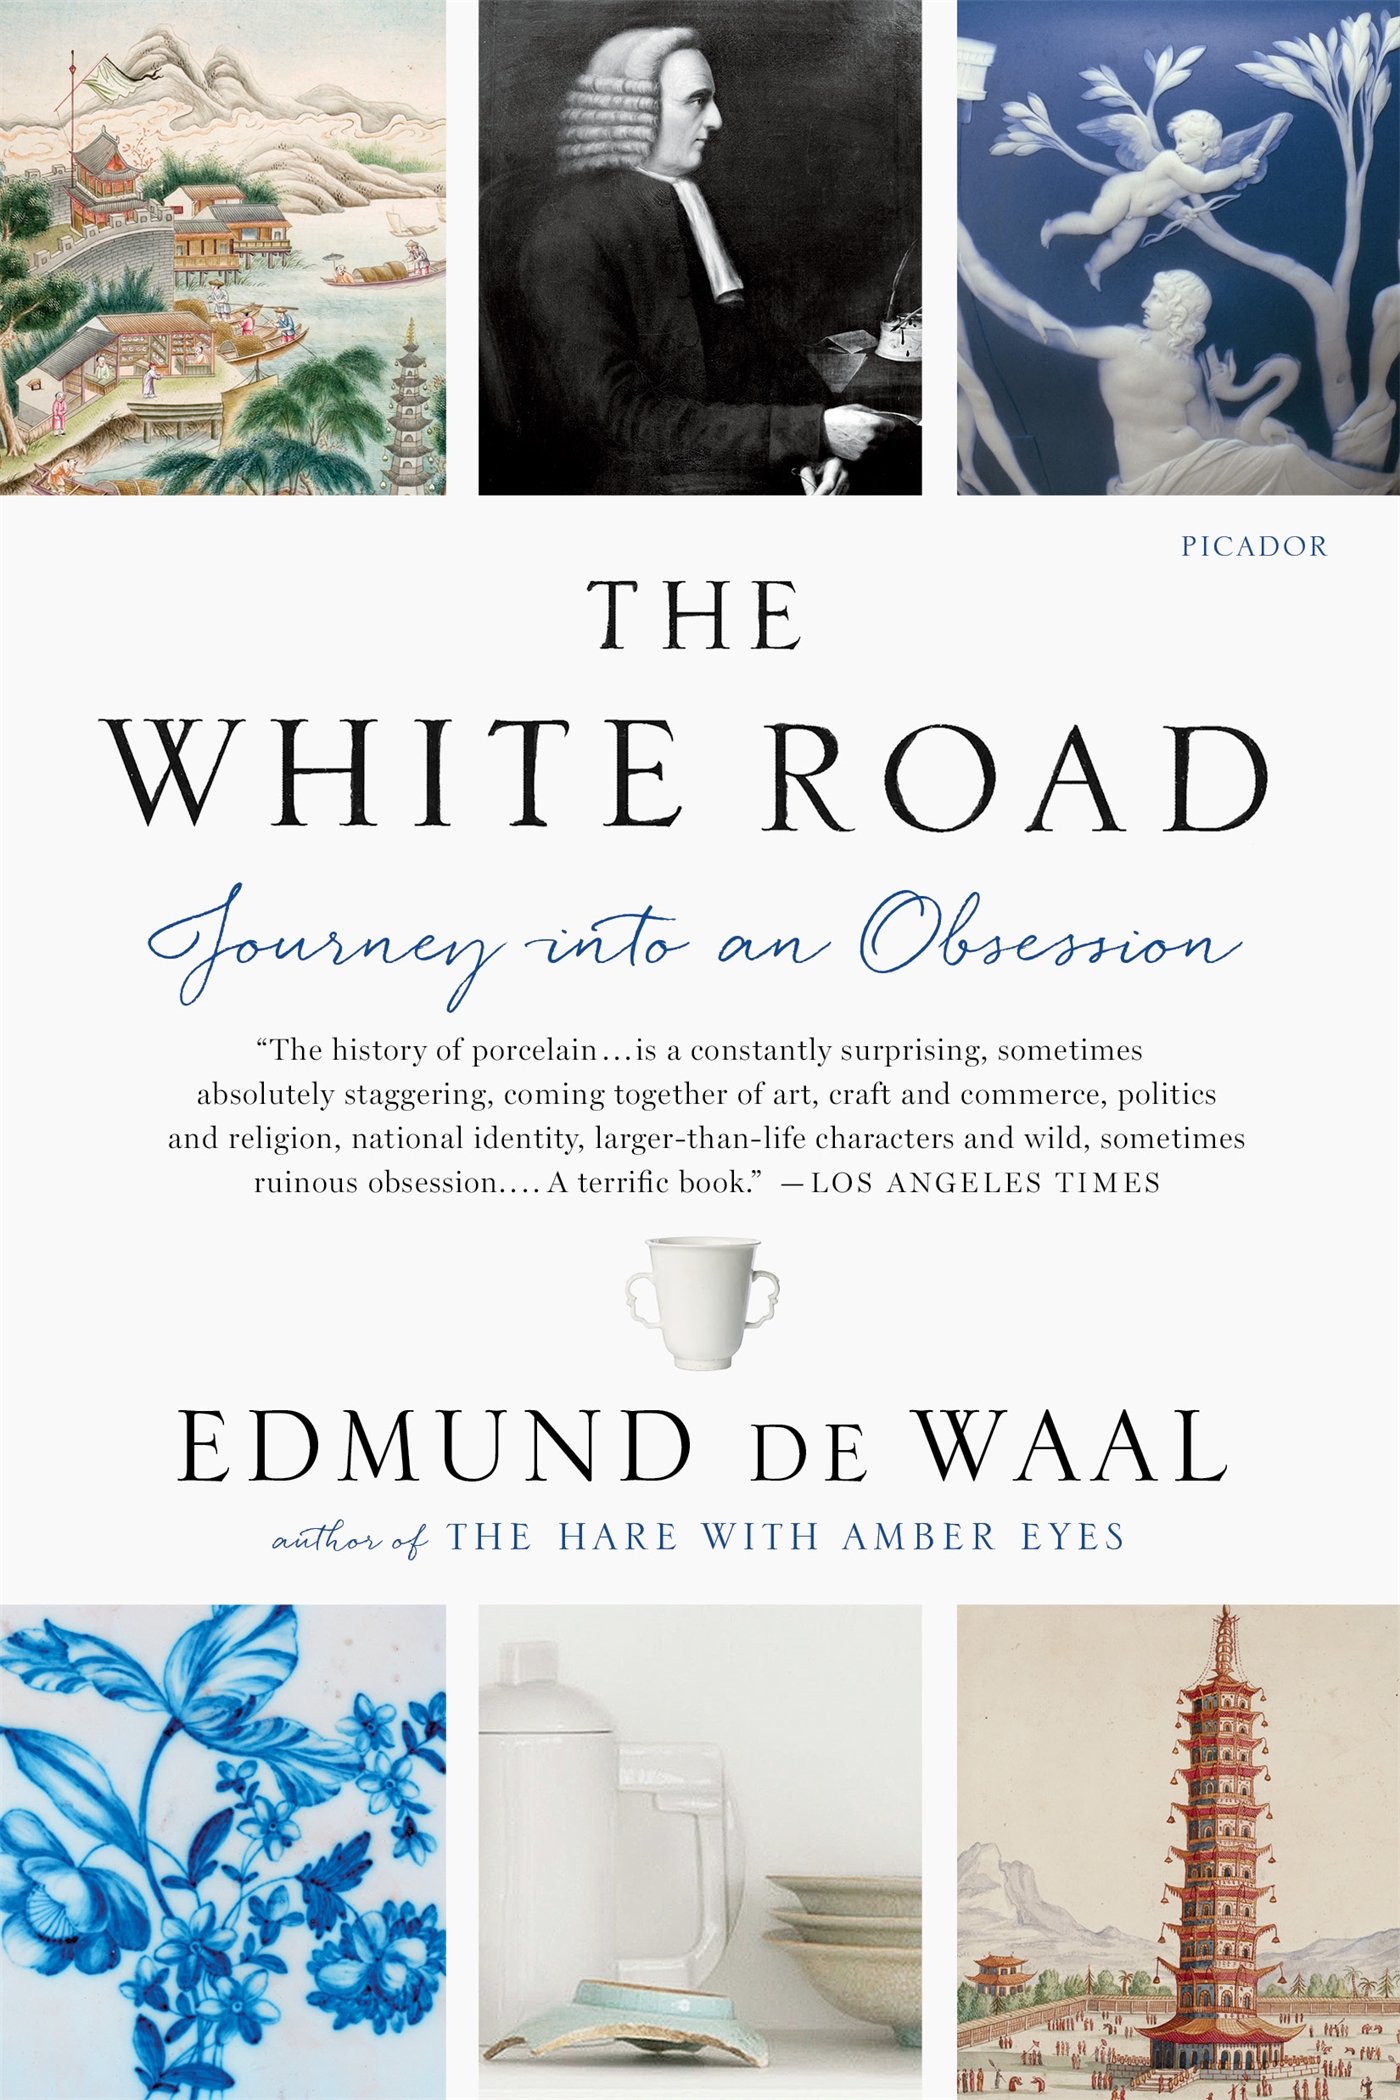 PICADOR
THE
WHITE ROAD
Journey into an Obsession
“The history of porcelain...is a constantly surprising, sometimes
absolutely staggering, coming together of art, craft and commerce, politics
and religion, national identity, larger-than-life characters and wild, sometimes
ruinous obsession.... A terrific book.” —LOS ANGELES TIMES
EDMUND DE WAAL
author of THE HARE WITH AMBER EYES